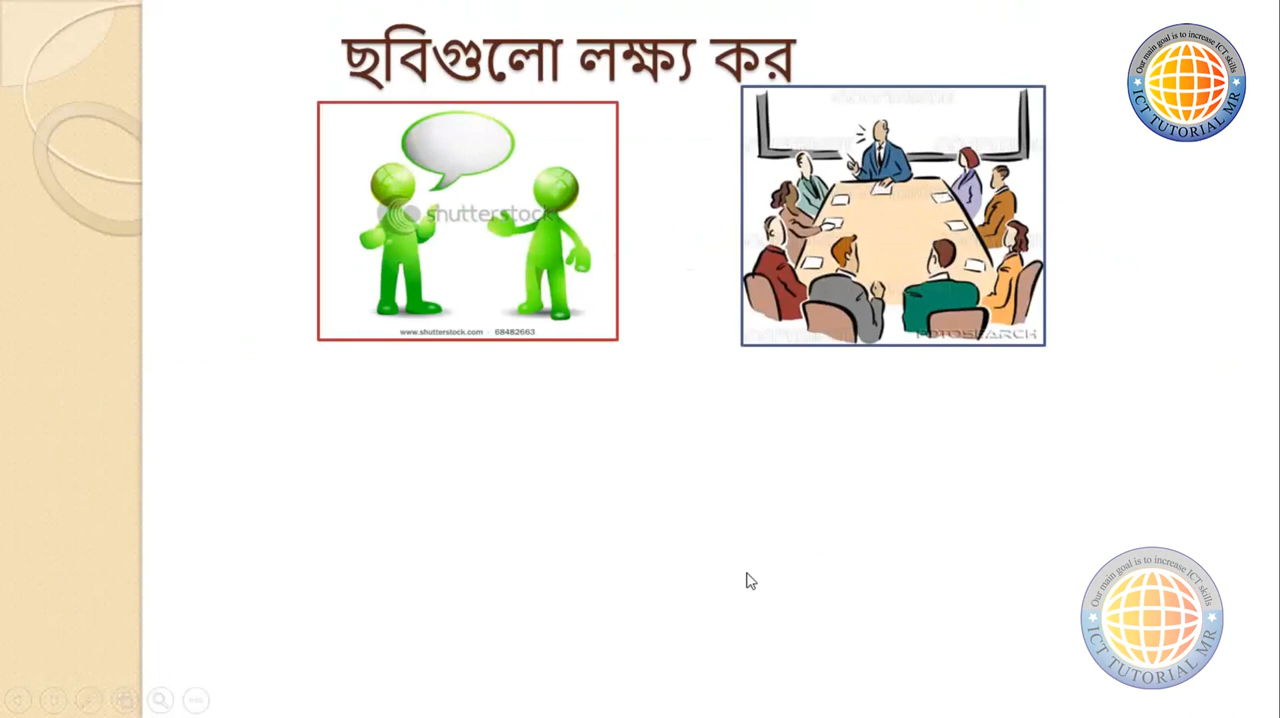 ছবিগুলো লক্ষ্য কর
Our main goal is to increase ICT skills
ICT TUTORIAL MR
shutterstock
www.shutterstock.com · 68482663
FOTOSEARCH
Our main goal is to increase ICT skills
ICT TUTORIAL MR